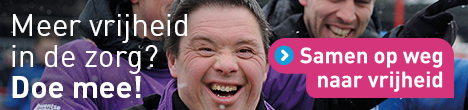 Meer vrijheid
in de zorg?
Doe mee!
Samen op weg
naar vrijheid